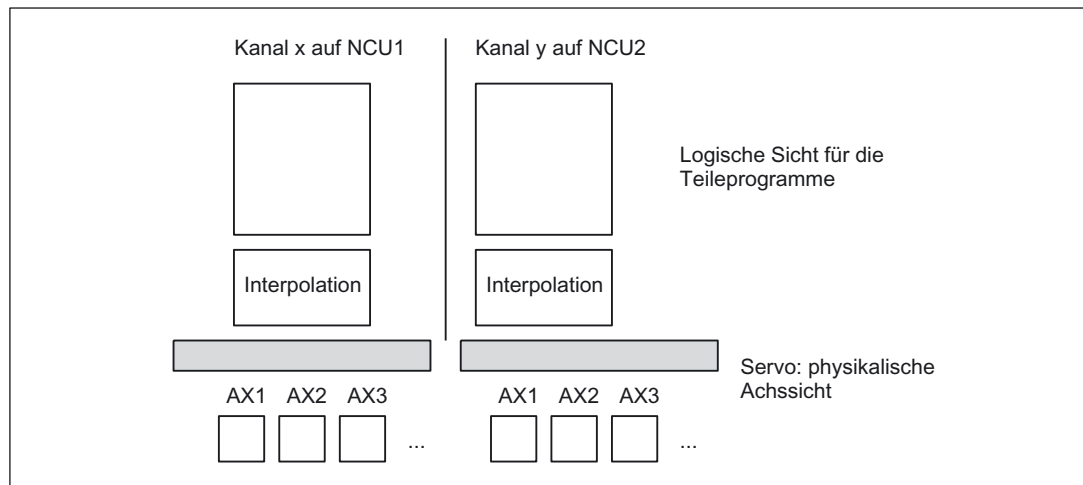 Kanal x auf NCU1
Kanal y auf NCU2
Logische Sicht für die
Teileprogramme
Interpolation
Interpolation
Servo: physikalische
Achssicht
AX1 AX2 AX3
...
AX1 AX2 AX3
...